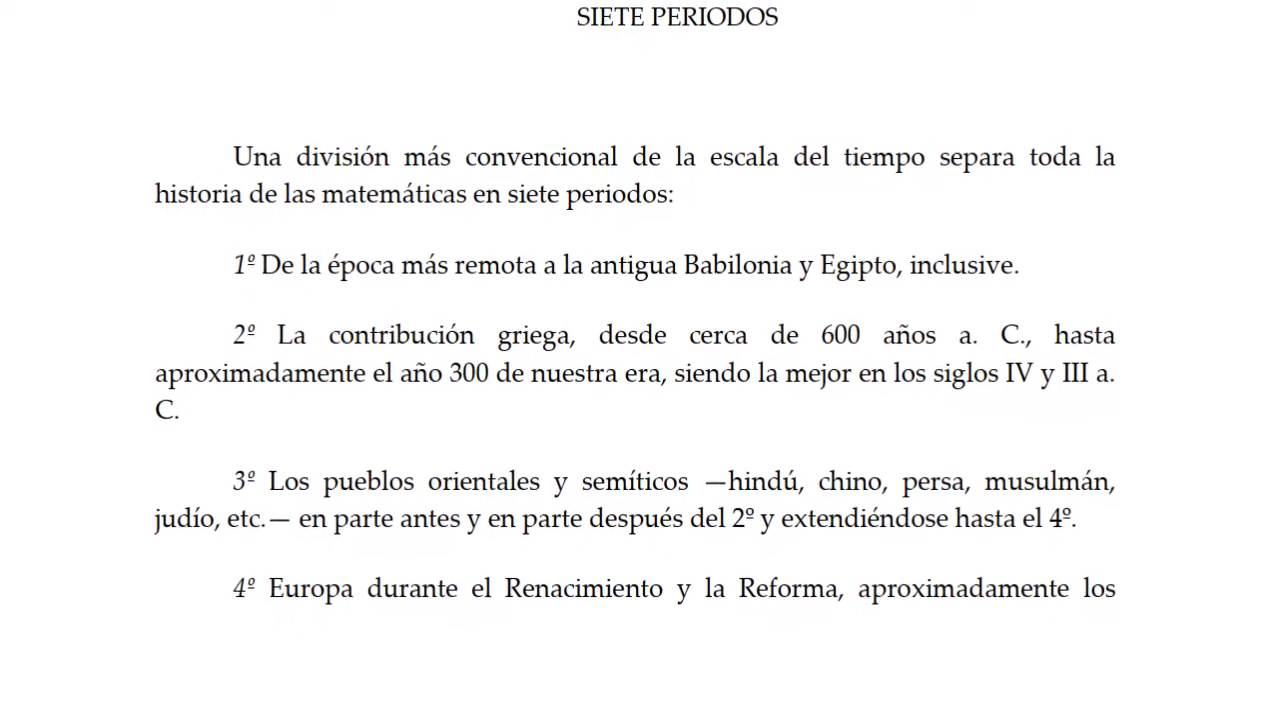 SIETE PERIODOS
Una división más convencional de la escala del tiempo separa toda la
historia de las matemáticas en siete periodos:
1º De la época más remota a la antigua Babilonia y Egipto, inclusive.
2º La contribución griega, desde cerca de 600 años a. C., hasta
aproximadamente el año 300 de nuestra era, siendo la mejor en los siglos IV y III a.
C.
3º Los pueblos orientales y semíticos —hindú, chino, persa, musulmán,
judío, etc.— en parte antes y en parte después del 2º y extendiéndose hasta el 4º.
4º Europa durante el Renacimiento y la Reforma, aproximadamente los